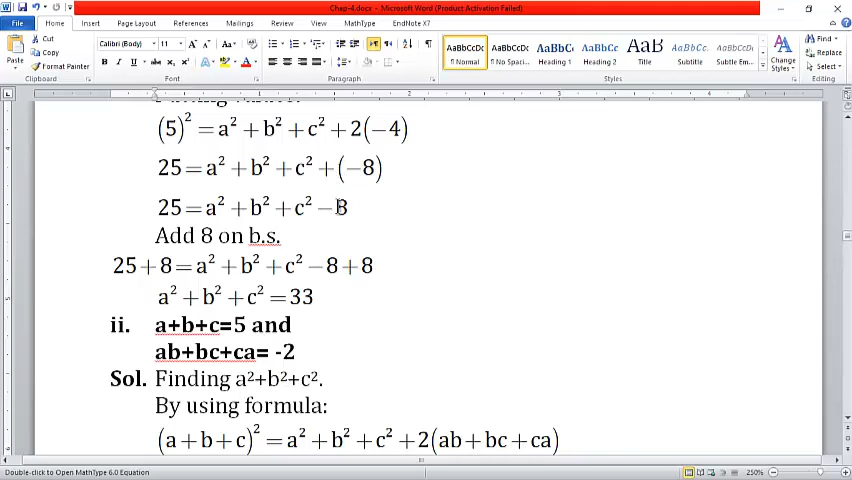 Chap-4.docx - Microsoft Word (Product Activation Failed)
File Home Insert Page Layout References Mailings Review View MathType EndNote X7
Paste Cut Copy Format Painter
Calibri (Body) 11
AaBbCcDc AaBbCcDc AaBbC AaBbCc AaB AaBbCc. AaBbCcDc
¶ Normal ¶ No Spaci... Heading 1 Heading 2 Title Subtitle Subtle Em...
Change Styles
Find Replace Select
Clipboard Font Paragraph Styles Editing
(5)² = a² + b² + c² + 2(−4)
25 = a² + b² + c² + (−8)
25 = a² + b² + c² − 8
Add 8 on b.s.
25 + 8 = a² + b² + c² − 8 + 8
a² + b² + c² = 33
ii. a+b+c=5 and
ab+bc+ca= -2
Sol. Finding a²+b²+c².
By using formula:
(a + b + c)² = a² + b² + c² + 2(ab + bc + ca)
Double-click to Open MathType 6.0 Equation 250%